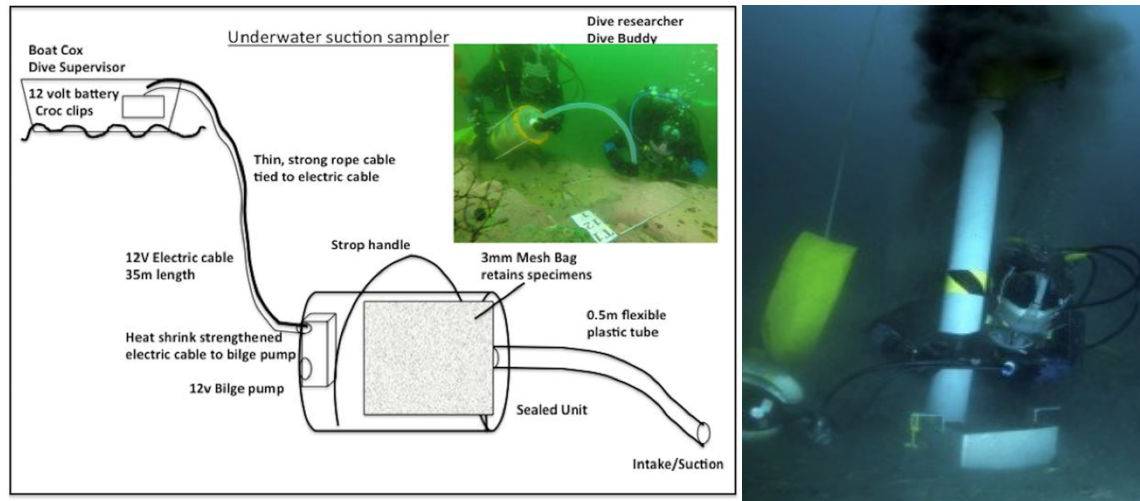 Underwater suction sampler
Dive researcher
Dive Buddy
Boat Cox
Dive Supervisor
12 volt battery
Croc clips
Thin, strong rope cable
tied to electric cable
12V Electric cable
35m length
Strop handle
3mm Mesh Bag
retains specimens
0.5m flexible
plastic tube
Heat shrink strengthened
electric cable to bilge pump
12v Bilge pump
Sealed Unit
Intake/Suction